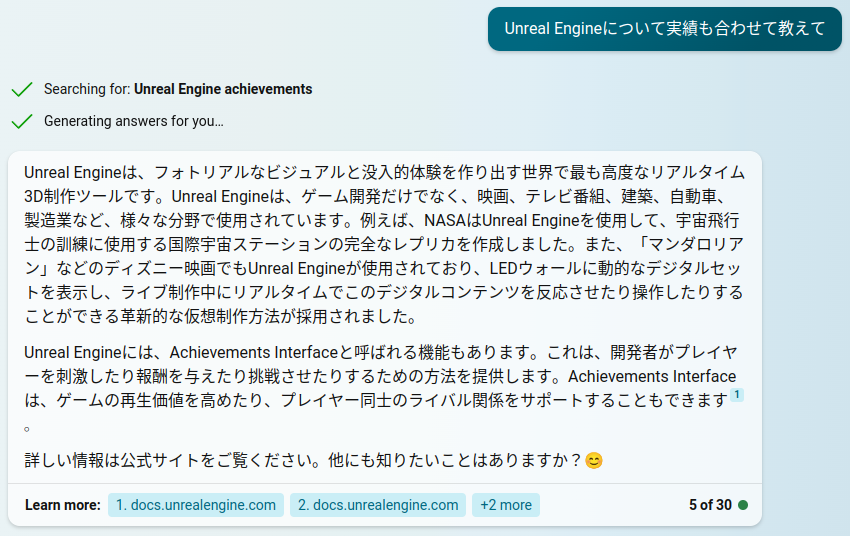 Unreal Engineについて実績も合わせて教えて
Searching for: Unreal Engine achievements
Generating answers for you…
Unreal Engineは、フォトリアルなビジュアルと没入的体験を作り出す世界で最も高度なリアルタイム
3D制作ツールです。Unreal Engineは、ゲーム開発だけでなく、映画、テレビ番組、建築、自動車、
製造業など、様々な分野で使用されています。例えば、NASAはUnreal Engineを使用して、宇宙飛行
士の訓練に使用する国際宇宙ステーションの完全なレプリカを作成しました。また、「マンダロリア
ン」などのディズニー映画でもUnreal Engineが使用されており、LEDウォールに動的なデジタルセッ
トを表示し、ライブ制作中にリアルタイムでこのデジタルコンテンツを反応させたり操作したりする
ことができる革新的な仮想制作方法が採用されました。
Unreal Engineには、Achievements Interfaceと呼ばれる機能もあります。これは、開発者がプレイヤ
ーを刺激したり報酬を与えたり挑戦させたりするための方法を提供します。Achievements Interface
は、ゲームの再生価値を高めたり、プレイヤー同士のライバル関係をサポートすることもできます1
。
詳しい情報は公式サイトをご覧ください。他にも知りたいことはありますか？😊
Learn more: 1. docs.unrealengine.com 2. docs.unrealengine.com +2 more 5 of 30